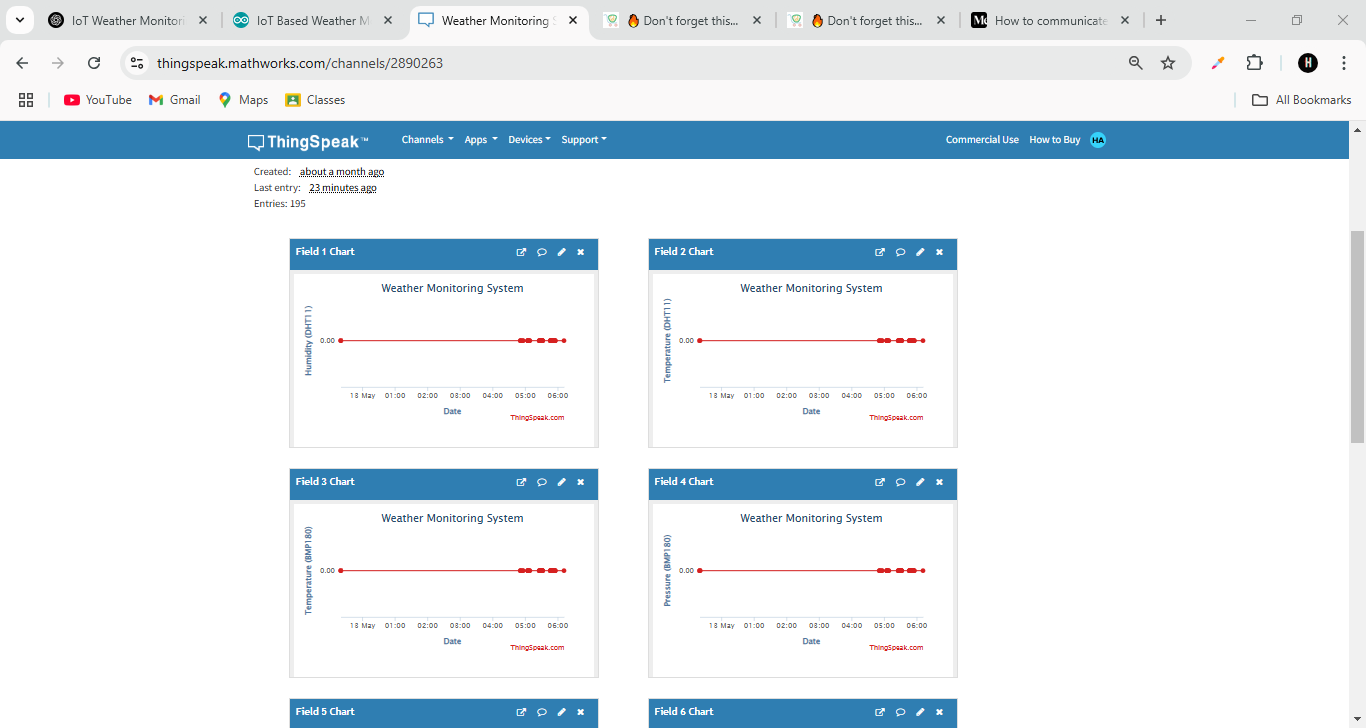 IoT Weather Monitori
IoT Based Weather M
Weather Monitoring S
Don't forget this...
Don't forget this...
How to communicate
thingspeak.mathworks.com/channels/2890263
H
YouTube
Gmail
Maps
Classes
All Bookmarks
ThingSpeak™
Channels
Apps
Devices
Support
Commercial Use
How to Buy
HA
Created: about a month ago
Last entry: 23 minutes ago
Entries: 195
Field 1 Chart
Weather Monitoring System
Humidity (DHT11)
0.00
18 May 01:00 02:00 03:00 04:00 05:00 06:00
Date
ThingSpeak.com
Field 2 Chart
Weather Monitoring System
Temperature (DHT11)
0.00
18 May 01:00 02:00 03:00 04:00 05:00 06:00
Date
ThingSpeak.com
Field 3 Chart
Weather Monitoring System
Temperature (BMP180)
0.00
18 May 01:00 02:00 03:00 04:00 05:00 06:00
Date
ThingSpeak.com
Field 4 Chart
Weather Monitoring System
Pressure (BMP180)
0.00
18 May 01:00 02:00 03:00 04:00 05:00 06:00
Date
ThingSpeak.com
Field 5 Chart
Field 6 Chart